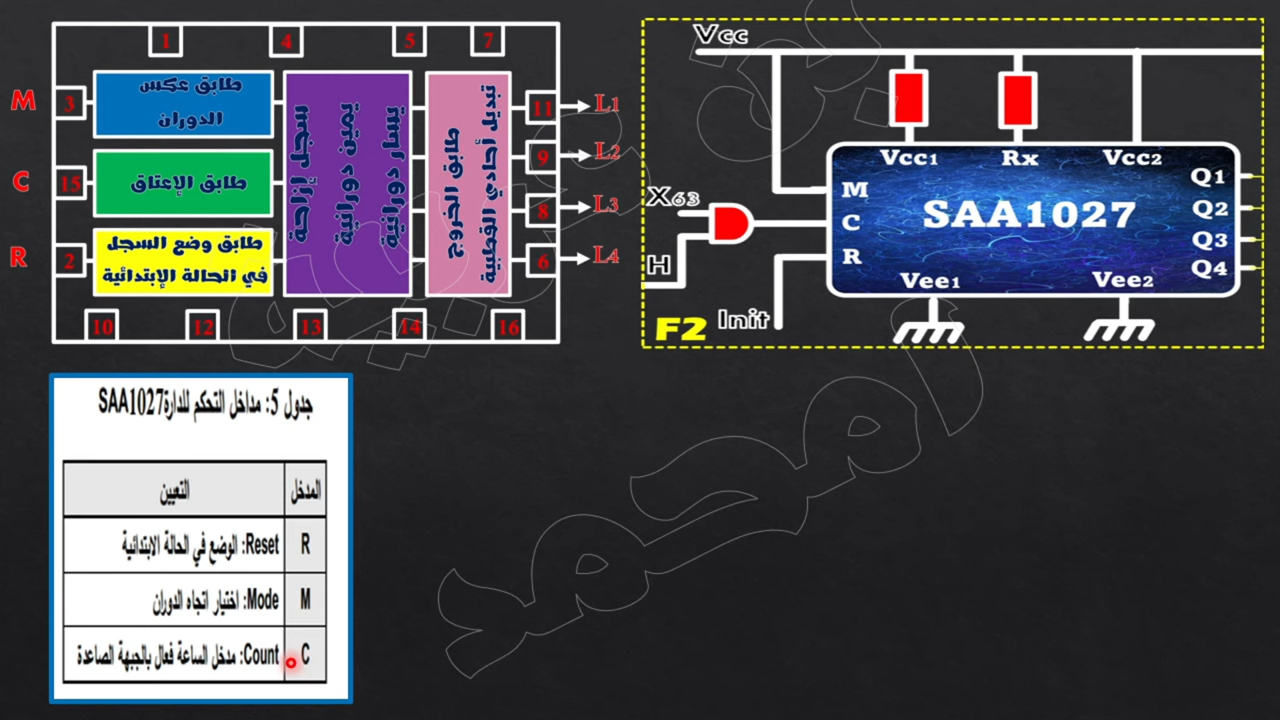 1
4
5
7
M
3
طابق عكس
الدوران
C
15
طابق الإعتاق
R
2
طابق وضع السجل
في الحالة الإبتدائية
سجل إزاحة
يمين دورانية
يسار دورانية
طابق الخروج
تبديل أحادي القطبية
11
L1
9
L2
8
L3
6
L4
10
12
13
14
16
Vcc
Vcc1
Rx
Vcc2
M
C
R
SAA1027
Q1
Q2
Q3
Q4
Vee1
Vee2
X63
H
Init
F2
جدول 5: مداخل التحكم للدارة SAA1027
المدخل التعيين
R Reset: الوضع في الحالة الابتدائية
M Mode: اختيار اتجاه الدوران
C Count: مدخل الساعة فعال بالجبهة الصاعدة